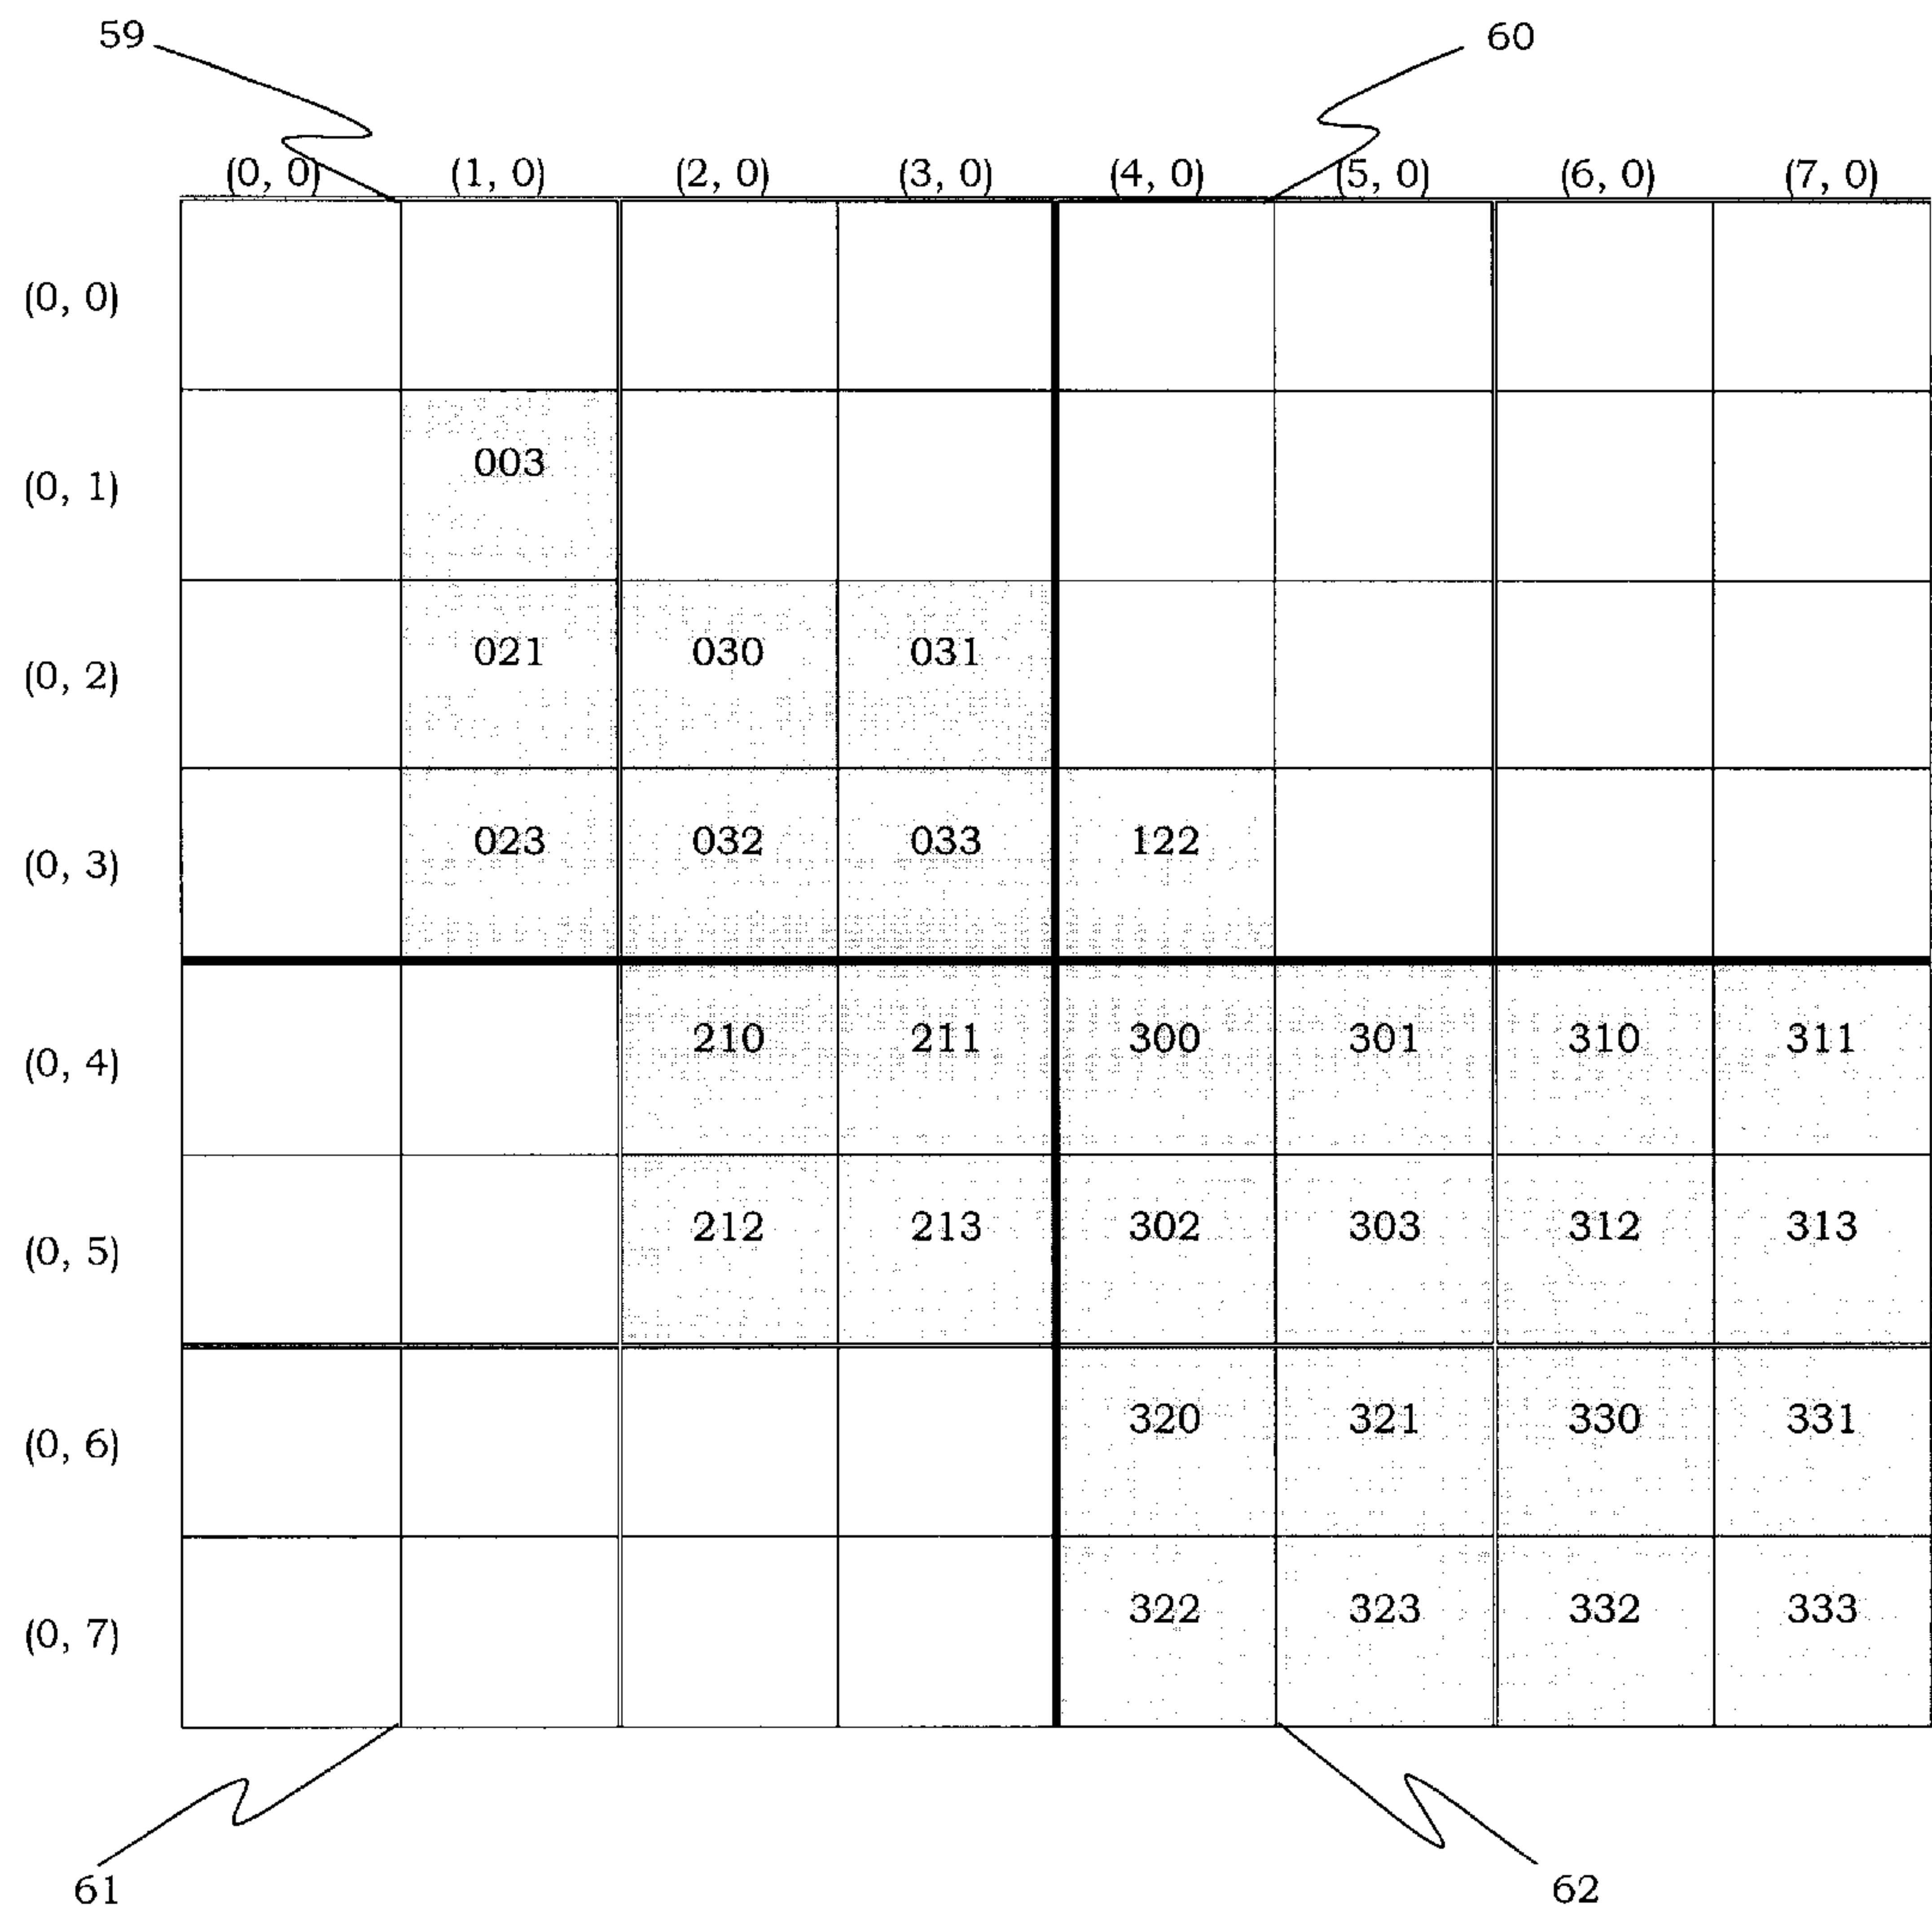 59 60
(0, 0) (1, 0) (2, 0) (3, 0) (4, 0) (5, 0) (6, 0) (7, 0)
(0, 0)
(0, 1) 003
(0, 2) 021 030 031
(0, 3) 023 032 033 122
(0, 4) 210 211 300 301 310 311
(0, 5) 212 213 302 303 312 313
(0, 6) 320 321 330 331
(0, 7) 322 323 332 333
61 62